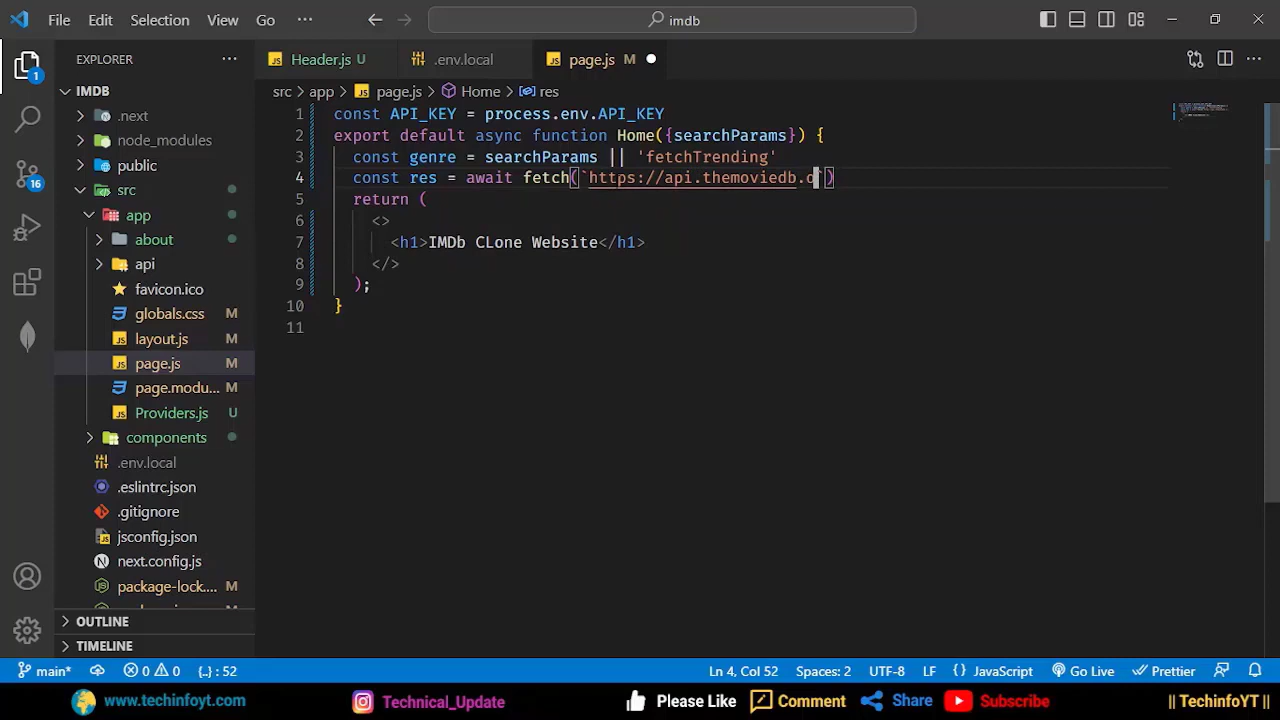 File Edit Selection View Go ··· imdb
EXPLORER ···
Header.js U .env.local page.js M
IMDB
src > app > page.js > Home > res
.next
node_modules
public
src
app
about
api
favicon.ico
globals.css M
layout.js M
page.js M
page.modu... M
Providers.js U
components
.env.local
.eslintrc.json
.gitignore
jsconfig.json
next.config.js
package-lock.... M
OUTLINE
TIMELINE
1 const API_KEY = process.env.API_KEY
2 export default async function Home({searchParams}) {
3 const genre = searchParams || 'fetchTrending'
4 const res = await fetch(`https://api.themoviedb.o`)
5 return (
6 <>
7 <h1>IMDb CLone Website</h1>
8 </>
9 );
10 }
11
1
16
main* 0 0 {..} : 52 Ln 4, Col 52 Spaces: 2 UTF-8 LF {} JavaScript Go Live Prettier
www.techinfoyt.com Technical_Update Please Like Comment Share Subscribe || TechinfoYT ||